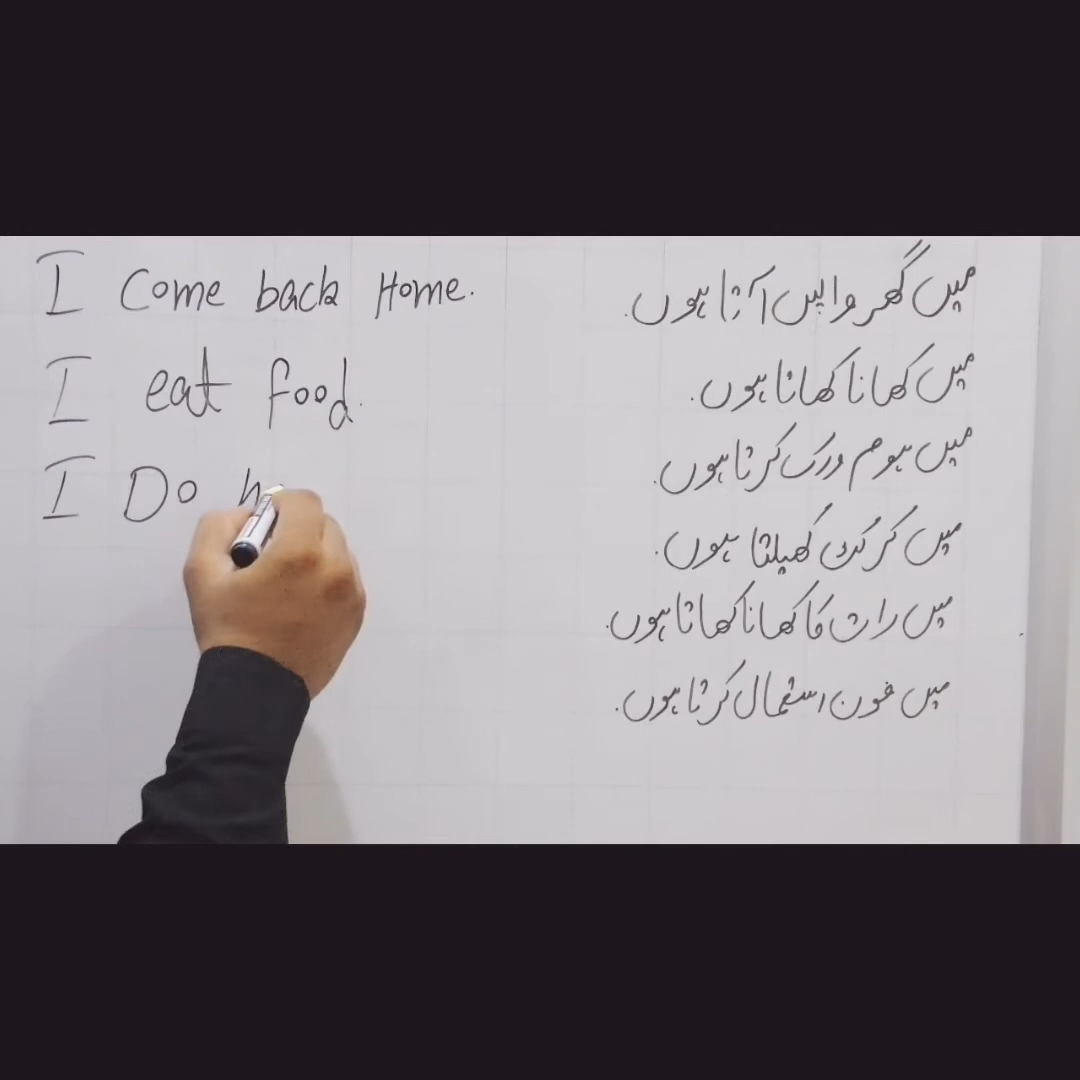 I Come back Home.
میں گھر واپس آتا ہوں.
I eat food.
میں کھانا کھاتا ہوں.
I Do h
میں ہوم ورک کرتا ہوں.
میں کرکٹ کھیلتا ہوں.
میں رات کا کھانا کھاتا ہوں.
میں فون استعمال کرتا ہوں.